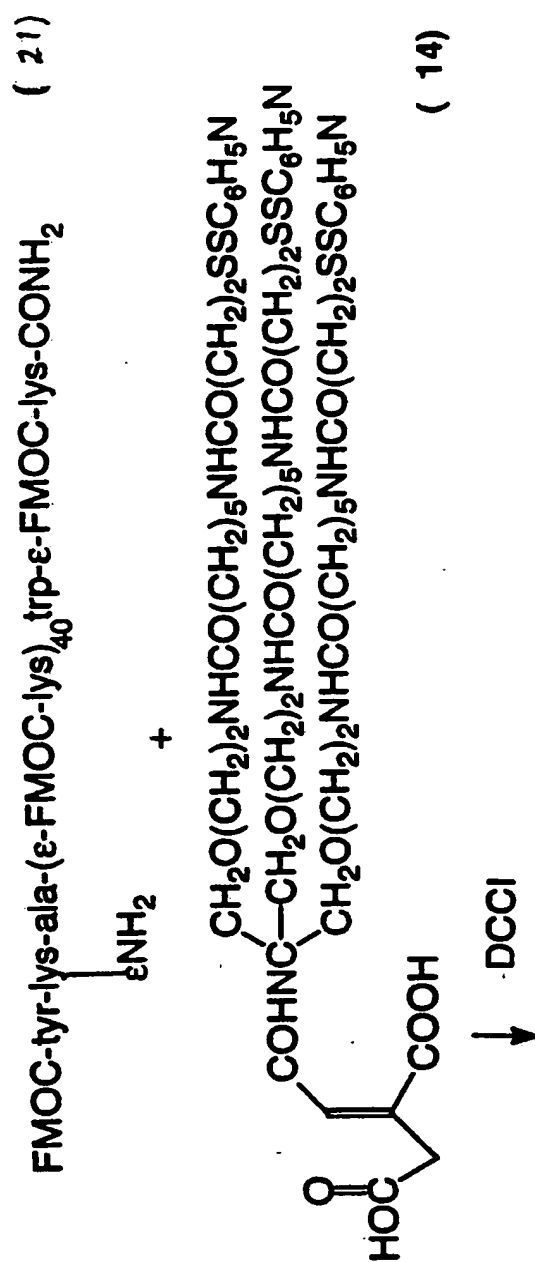 FMOC-tyr-lys-ala-(ε-FMOC-lys)₄₀trp-ε-FMOC-lys-CONH₂ (21)
εNH₂
+
CH₂O(CH₂)₂NHCO(CH₂)₅NHCO(CH₂)₂SSC₆H₅N
COHNC—CH₂O(CH₂)₂NHCO(CH₂)₅NHCO(CH₂)₂SSC₆H₅N
CH₂O(CH₂)₂NHCO(CH₂)₅NHCO(CH₂)₂SSC₆H₅N
O
HOC
COOH
(14)
DCCI